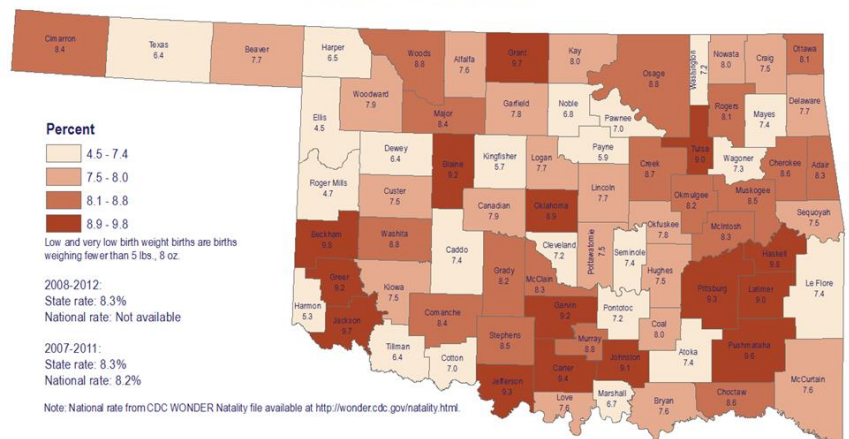 Cimarron
8.4
Texas
6.4
Beaver
7.7
Harper
6.5
Woods
8.8
Alfalfa
7.6
Grant
9.7
Kay
8.0
Osage
8.8
Washington
7.2
Nowata
8.0
Craig
7.5
Ottawa
8.1
Ellis
4.5
Woodward
7.9
Major
8.4
Garfield
7.8
Noble
6.8
Pawnee
7.0
Rogers
8.1
Mayes
7.4
Delaware
7.7
Percent
4.5 - 7.4
7.5 - 8.0
8.1 - 8.8
8.9 - 9.8
Low and very low birth weight births are births
weighing fewer than 5 lbs., 8 oz.
2008-2012:
State rate: 8.3%
National rate: Not available
2007-2011:
State rate: 8.3%
National rate: 8.2%
Note: National rate from CDC WONDER Natality file available at http://wonder.cdc.gov/natality.html.
Roger Mills
4.7
Dewey
6.4
Blaine
9.2
Kingfisher
5.7
Logan
7.7
Payne
5.9
Creek
8.7
Tulsa
9.0
Wagoner
7.3
Cherokee
8.6
Adair
8.3
Custer
7.5
Canadian
7.9
Oklahoma
8.9
Lincoln
7.7
Okmulgee
8.2
Muskogee
8.5
Sequoyah
7.5
Beckham
Washita
8.8
Caddo
7.4
Grady
8.2
McClain
8.3
Cleveland
7.2
Pottawatomie
7.5
Seminole
7.4
Okfuskee
7.8
McIntosh
8.3
Haskell
Le Flore
7.4
Greer
9.2
Kiowa
7.5
Hughes
7.5
Pittsburg
9.3
Latimer
9.0
Harmon
5.3
Jackson
9.7
Comanche
8.4
Stephens
8.5
Garvin
9.2
Pontotoc
7.2
Coal
8.0
Murray
8.8
Atoka
7.4
Pushmataha
9.6
McCurtain
7.6
Tillman
6.4
Cotton
7.0
Jefferson
9.3
Carter
9.4
Johnston
9.1
Love
7.6
Marshall
6.7
Bryan
7.6
Choctaw
8.6